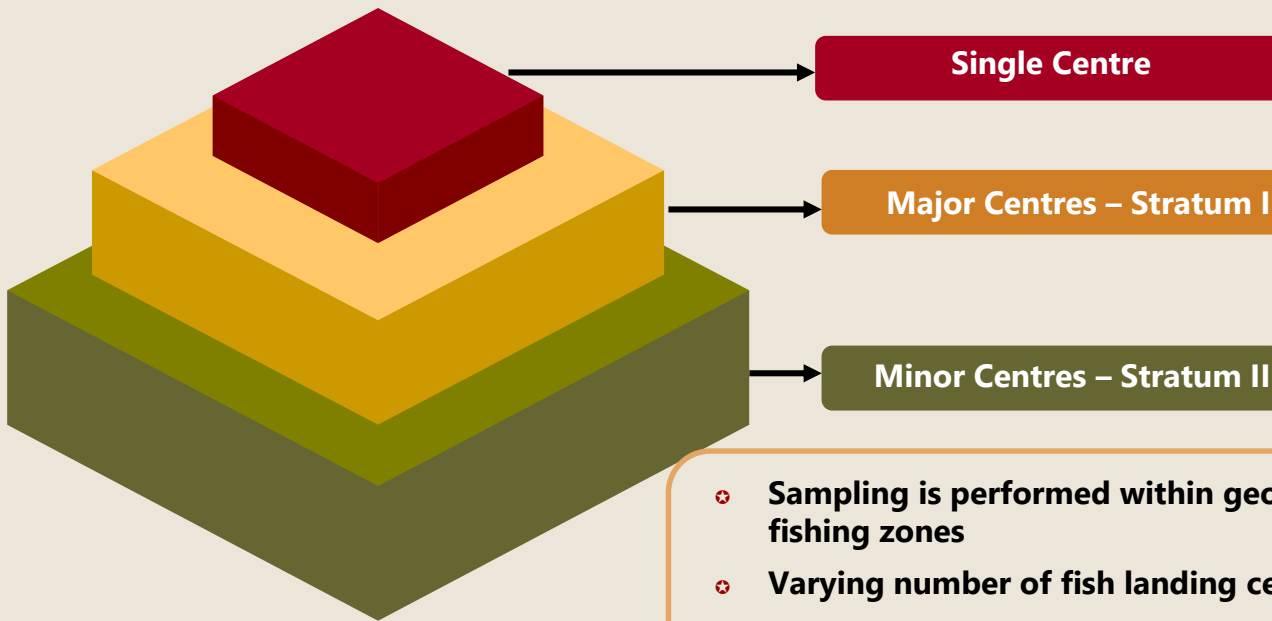 Single Centre
Major Centres – Stratum I
Minor Centres – Stratum II
Sampling is performed within
fishing zones
Varying number of fish landing